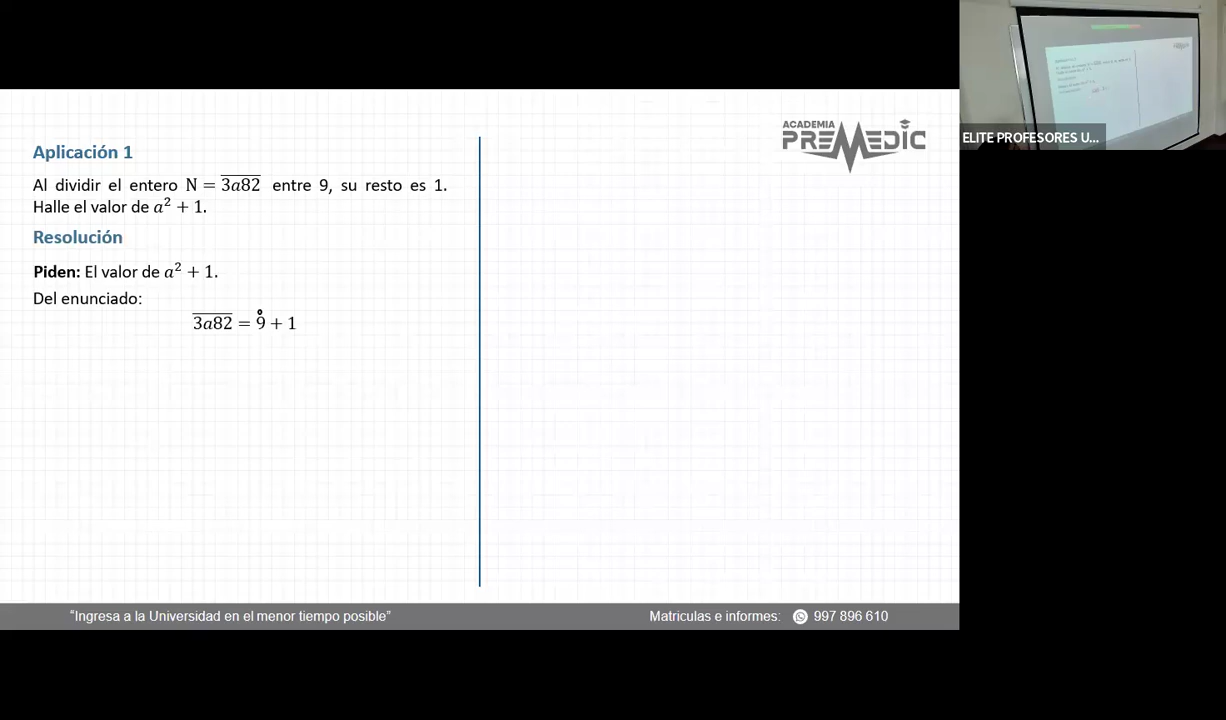 ACADEMIA
PREMEDIC
ELITE PROFESORES U...
Aplicación 1
Al dividir el entero N = \overline{3a82} entre 9, su resto es 1.
Halle el valor de a² + 1.
Resolución
Piden: El valor de a² + 1.
Del enunciado:
\overline{3a82} = 9̊ + 1
“Ingresa a la Universidad en el menor tiempo posible”
Matriculas e informes: 997 896 610